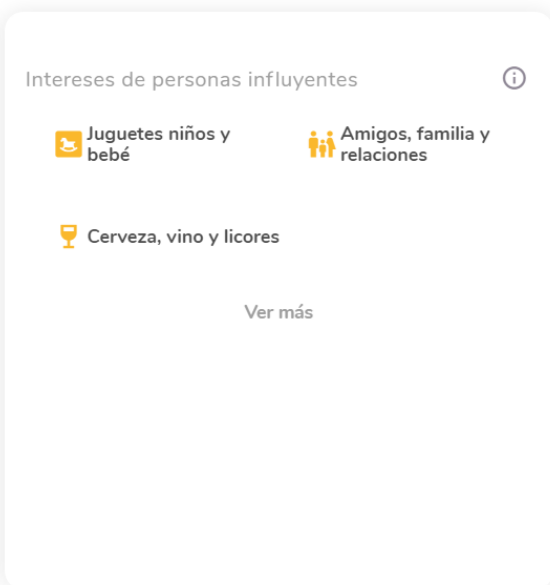 Intereses de personas influyentes
Juguetes niños y
bebé
Amigos, familia y
relaciones
Cerveza, vino y licores
Ver más